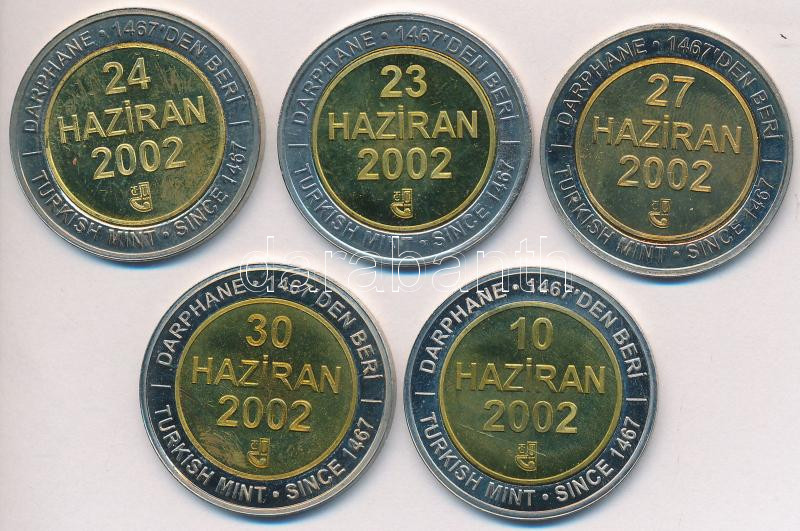 DARPHANE · 1467'DEN BERİ
24
HAZİRAN
2002
TURKISH MINT · SINCE 1467
DARPHANE · 1467'DEN BERİ
23
HAZİRAN
2002
TURKISH MINT · SINCE 1467
DARPHANE · 1467'DEN BERİ
27
HAZİRAN
2002
TURKISH MINT · SINCE 1467
darabanth
DARPHANE · 1467'DEN BERİ
30
HAZİRAN
2002
TURKISH MINT · SINCE 1467
DARPHANE · 1467'DEN BERİ
10
HAZİRAN
2002
TURKISH MINT · SINCE 1467